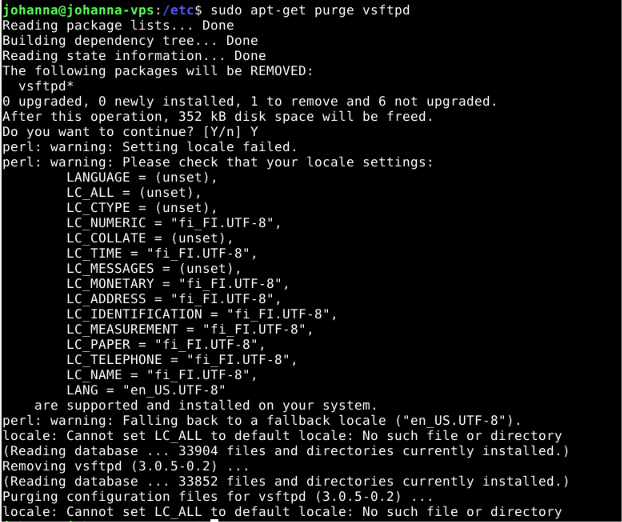 johanna@johanna-vps:/etc$ sudo apt-get purge vsftpd
Reading package lists... Done
Building dependency tree... Done
Reading state information... Done
The following packages will be REMOVED:
  vsftpd*
0 upgraded, 0 newly installed, 1 to remove and 6 not upgraded.
After this operation, 352 kB disk space will be freed.
Do you want to continue? [Y/n] Y
perl: warning: Setting locale failed.
perl: warning: Please check that your locale settings:
        LANGUAGE = (unset),
        LC_ALL = (unset),
        LC_CTYPE = (unset),
        LC_NUMERIC = "fi_FI.UTF-8",
        LC_COLLATE = (unset),
        LC_TIME = "fi_FI.UTF-8",
        LC_MESSAGES = (unset),
        LC_MONETARY = "fi_FI.UTF-8",
        LC_ADDRESS = "fi_FI.UTF-8",
        LC_IDENTIFICATION = "fi_FI.UTF-8",
        LC_MEASUREMENT = "fi_FI.UTF-8",
        LC_PAPER = "fi_FI.UTF-8",
        LC_TELEPHONE = "fi_FI.UTF-8",
        LC_NAME = "fi_FI.UTF-8",
        LANG = "en_US.UTF-8"
    are supported and installed on your system.
perl: warning: Falling back to a fallback locale ("en_US.UTF-8").
locale: Cannot set LC_ALL to default locale: No such file or directory
(Reading database ... 33904 files and directories currently installed.)
Removing vsftpd (3.0.5-0.2) ...
(Reading database ... 33852 files and directories currently installed.)
Purging configuration files for vsftpd (3.0.5-0.2) ...
locale: Cannot set LC_ALL to default locale: No such file or directory